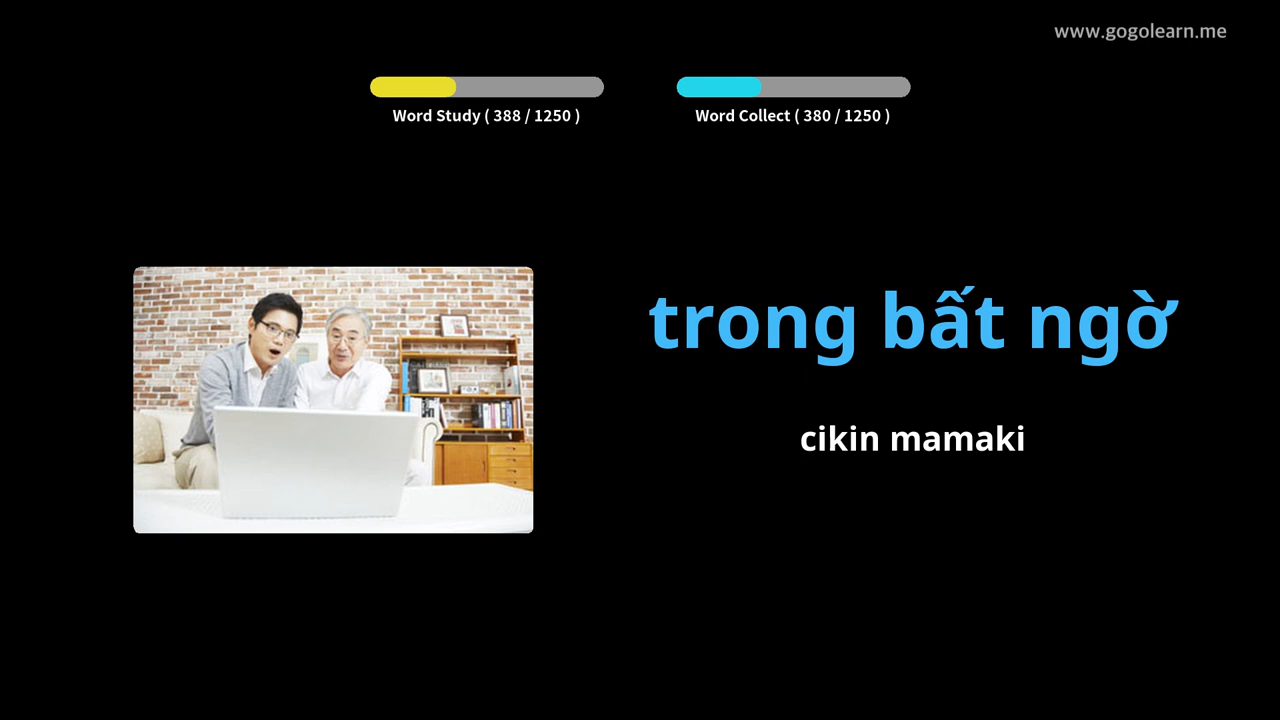 www.gogolearn.me
Word Study ( 388 / 1250 )
Word Collect ( 380 / 1250 )
trong bất ngờ
cikin mamaki